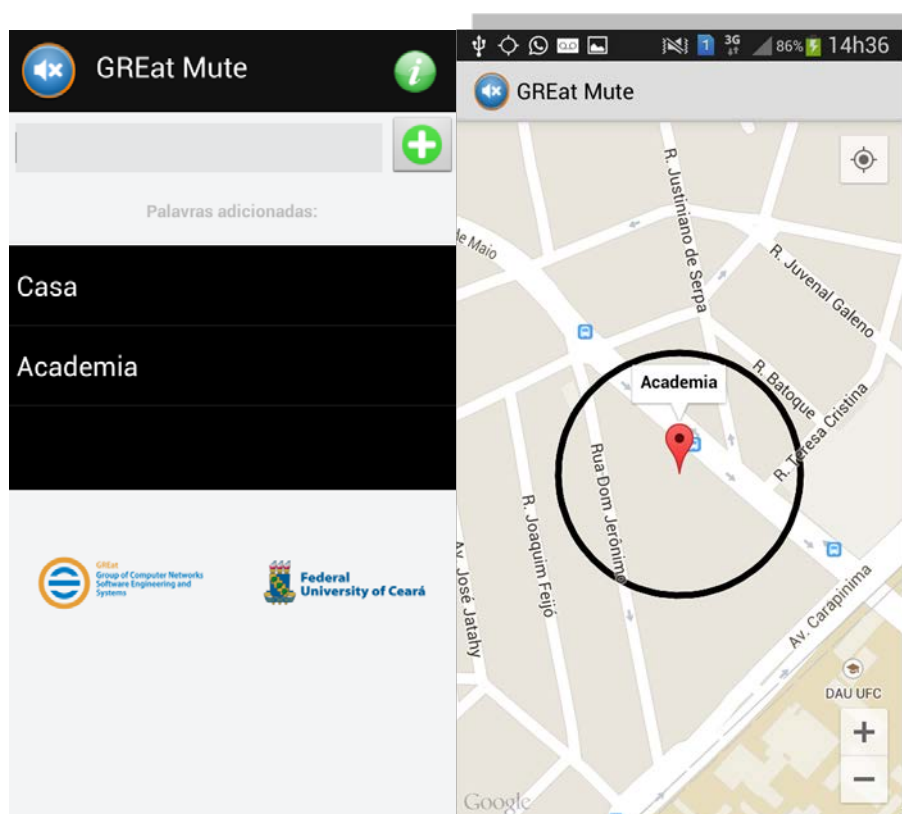 GREat Mute
Palavras adicionadas:
Casa
Academia
GREat
Group of Computer Networks
Software Engineering and
Systems
Federal
University of Ceará
1
3G
86%
14h36
GREat Mute
R. Justiniano de Serpa
de Maio
R. Juvenal Galeno
Academia
R. Batoque
R. Teresa Cristina
Rua Dom Jerônimo
R. Joaquim Feijó
Av. José Jatahy
Av. Carapinima
DAU UFC
+
−
Google